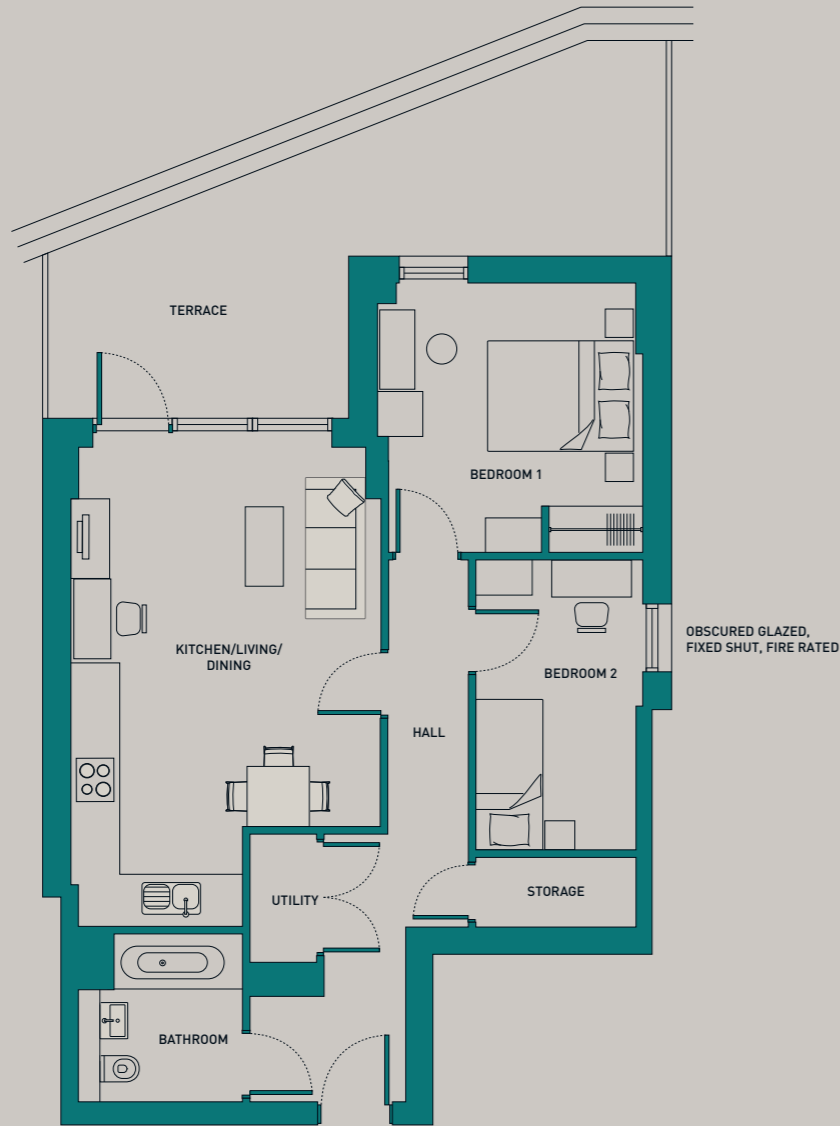 TERRACE
BEDROOM 1
KITCHEN/LIVING/
DINING
OBSCURED GLAZED,
FIXED SHUT, FIRE RATED
BEDROOM 2
HALL
UTILITY
STORAGE
BATHROOM